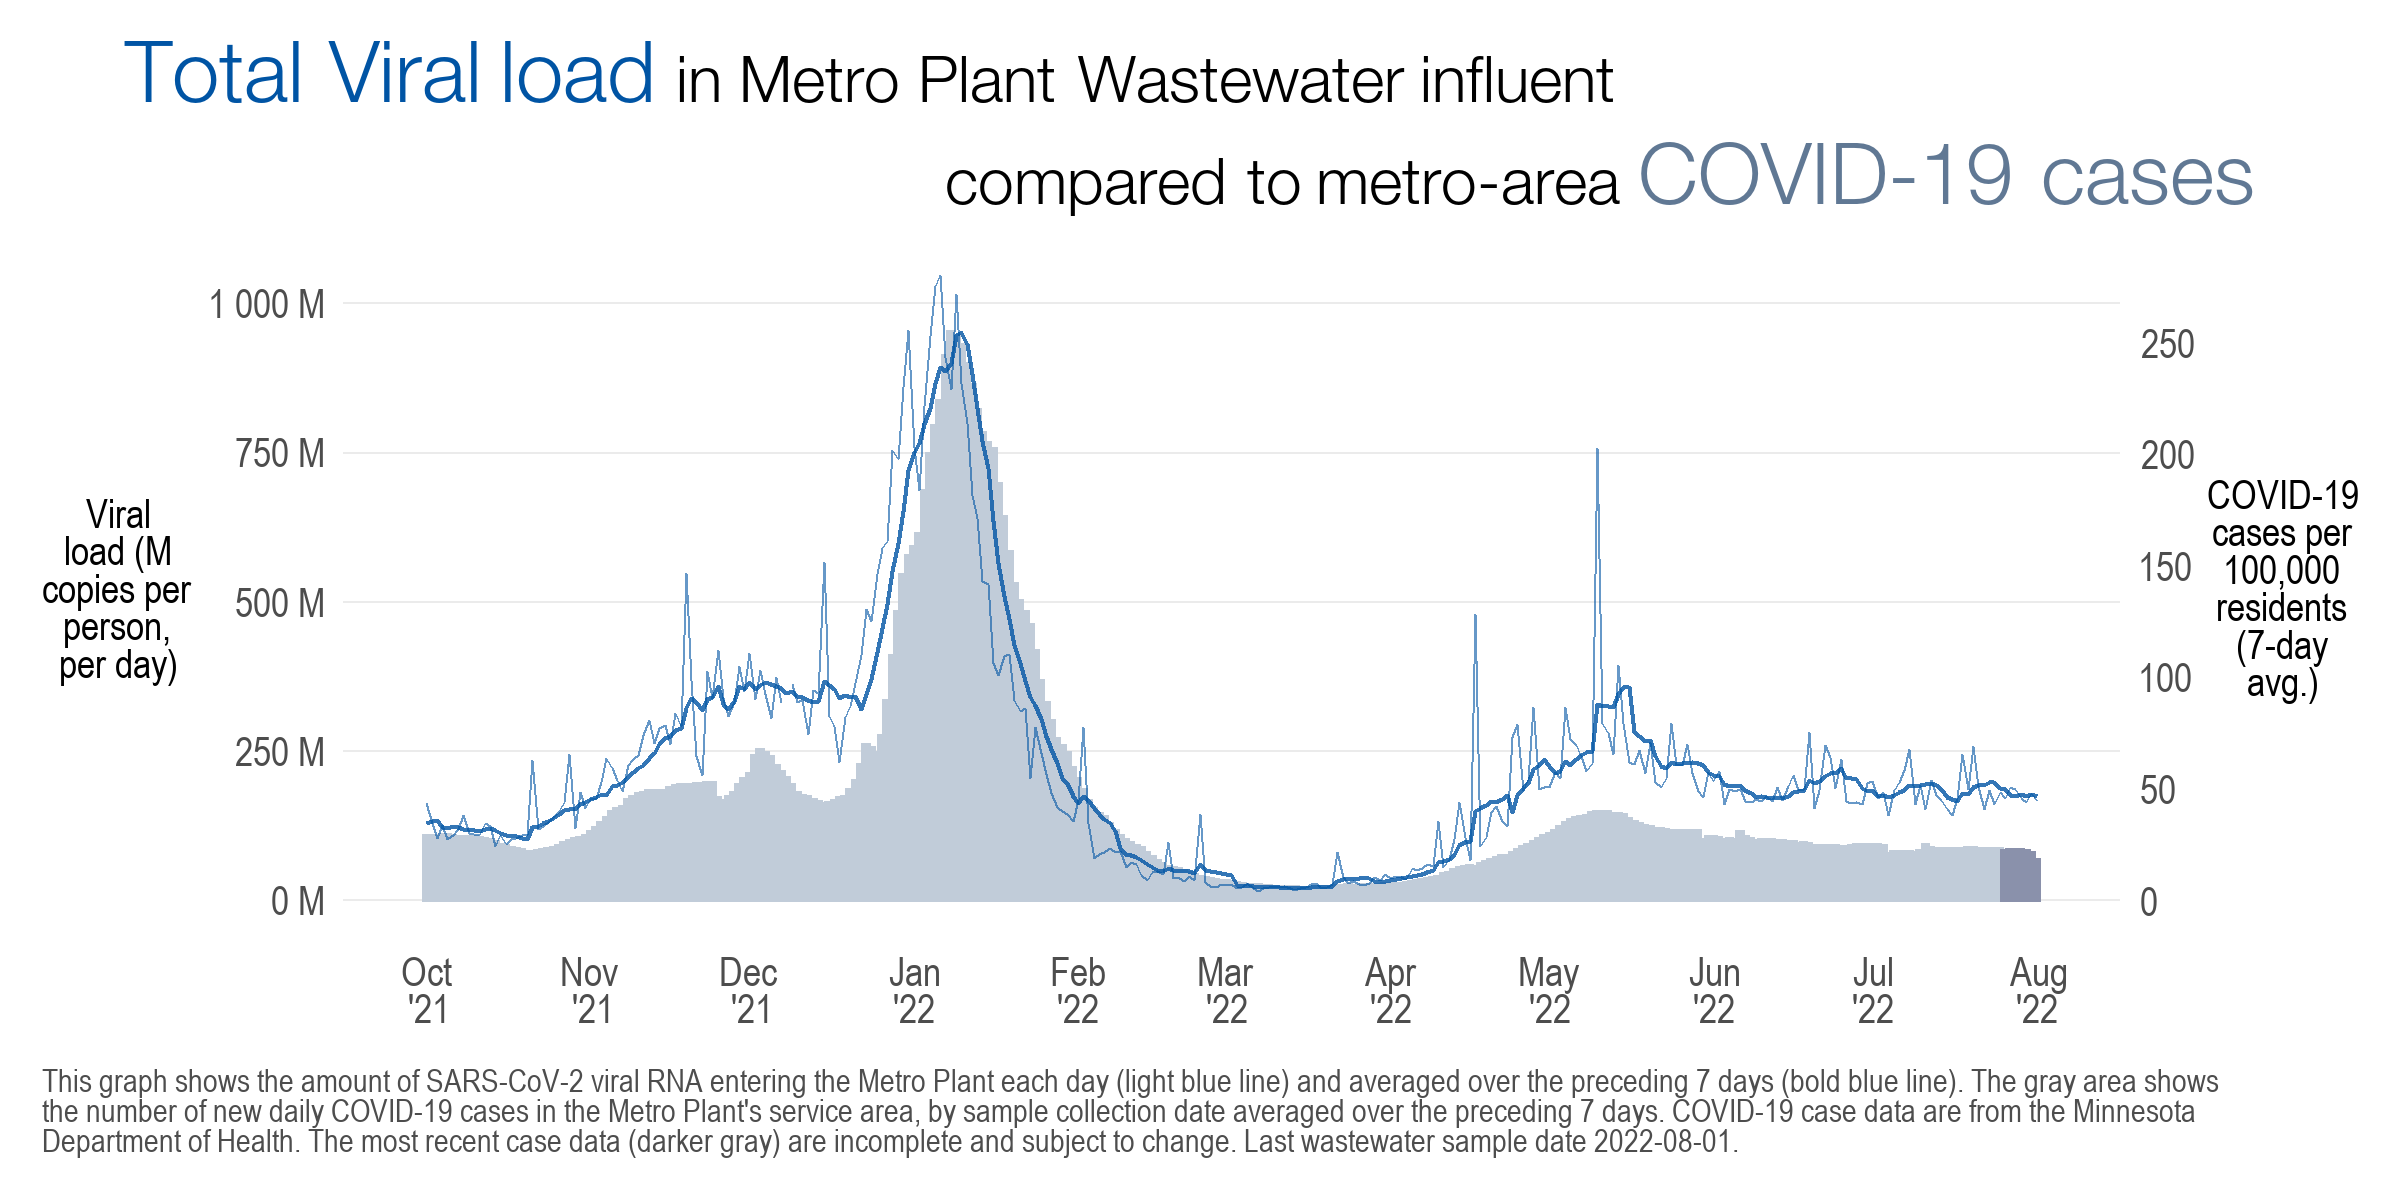 Total Viral load in Metro Plant Wastewater influent
compared to metro-area COVID-19 cases
1 000 M
750 M
500 M
250 M
0 M
Viral
load (M
copies per
person,
per day)
250
200
150
100
50
0
COVID-19
cases per
100,000
residents
(7-day
avg.)
Oct
'21
Nov
'21
Dec
'21
Jan
'22
Feb
'22
Mar
'22
Apr
'22
May
'22
Jun
'22
Jul
'22
Aug
'22
This graph shows the amount of SARS-CoV-2 viral RNA entering the Metro Plant each day (light blue line) and averaged over the preceding 7 days (bold blue line). The gray area shows
the number of new daily COVID-19 cases in the Metro Plant's service area, by sample collection date averaged over the preceding 7 days. COVID-19 case data are from the Minnesota
Department of Health. The most recent case data (darker gray) are incomplete and subject to change. Last wastewater sample date 2022-08-01.